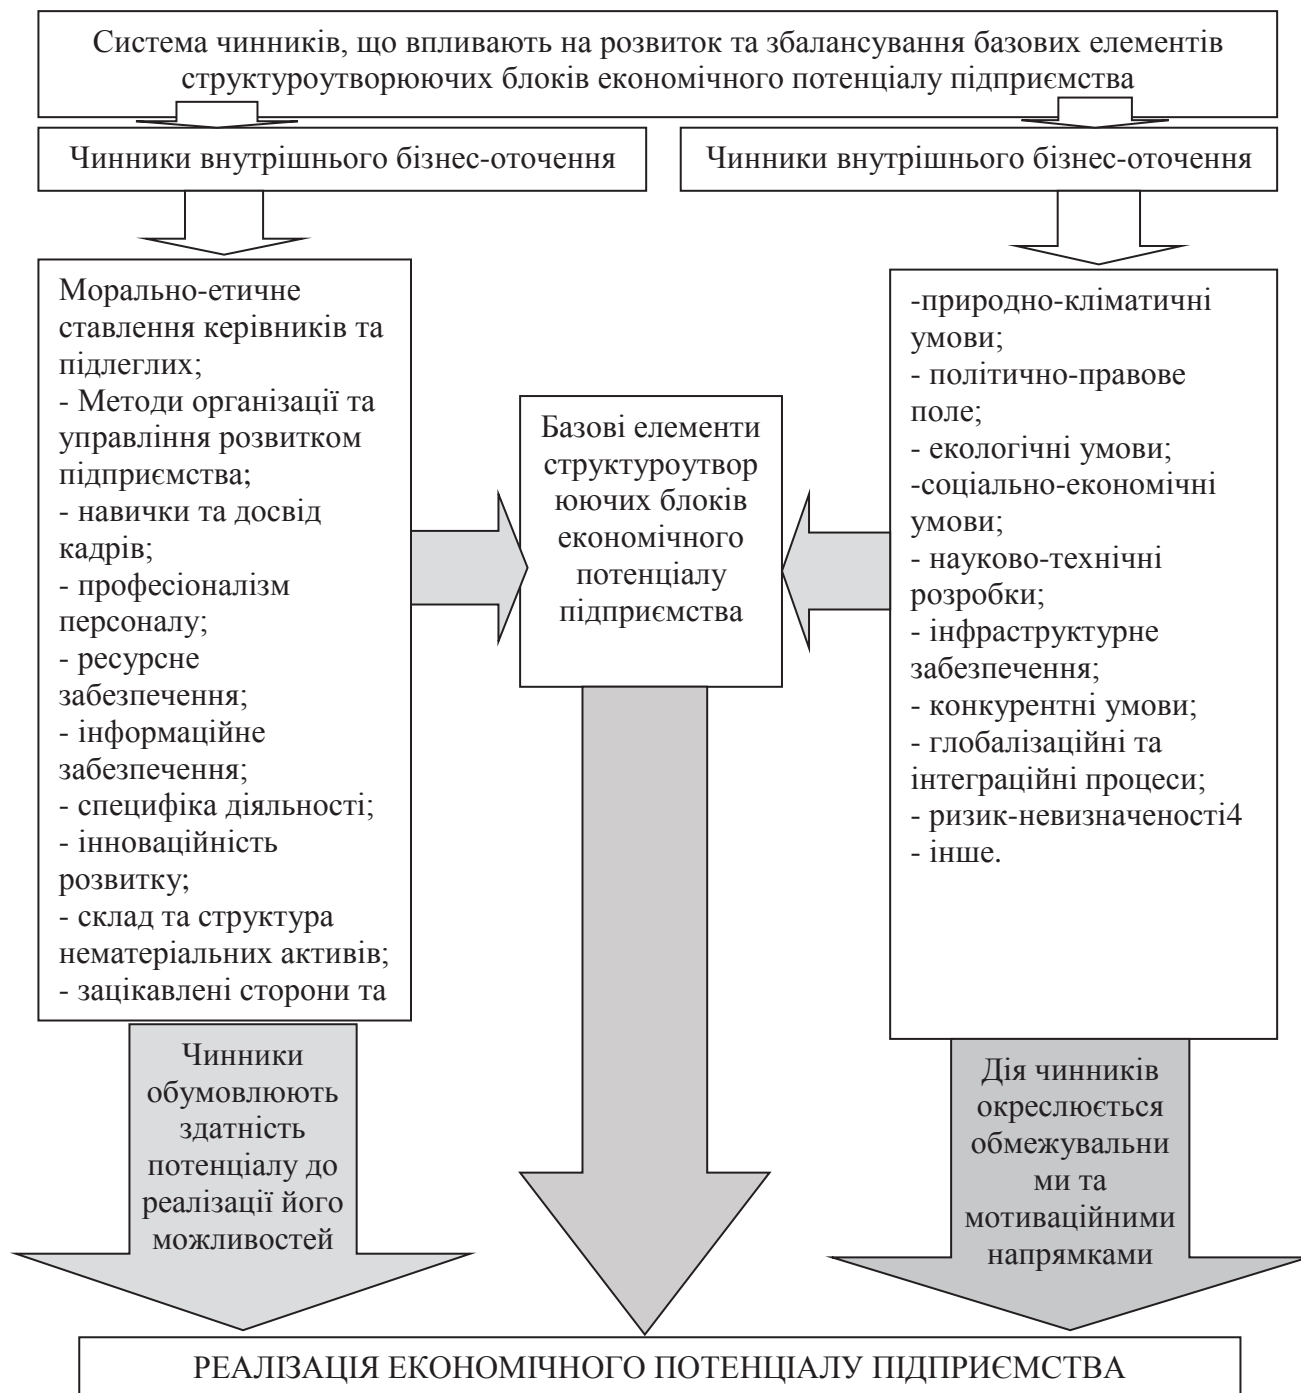 Система чинників, що впливають на розвиток та збалансування базових елементів
структуроутворюючих блоків економічного потенціалу підприємства
Чинники внутрішнього бізнес-оточення
Чинники внутрішнього бізнес-оточення
Морально-етичне
ставлення керівників та
підлеглих;
- Методи організації та
управління розвитком
підприємства;
- навички та досвід
кадрів;
- професіоналізм
персоналу;
- ресурсне
забезпечення;
- інформаційне
забезпечення;
- специфіка діяльності;
- інноваційність
розвитку;
- склад та структура
нематеріальних активів;
- зацікавлені сторони та
Базові елементи
структуроутвор
юючих блоків
економічного
потенціалу
підприємства
-природно-кліматичні
умови;
- політично-правове
поле;
- екологічні умови;
-соціально-економічні
умови;
- науково-технічні
розробки;
- інфраструктурне
забезпечення;
- конкурентні умови;
- глобалізаційні та
інтеграційні процеси;
- ризик-невизначеності4
- інше.
Чинники
обумовлюють
здатність
потенціалу до
реалізації його
можливостей
Дія чинників
окреслюється
обмежувальни
ми та
мотиваційними
напрямками
РЕАЛІЗАЦІЯ ЕКОНОМІЧНОГО ПОТЕНЦІАЛУ ПІДПРИЄМСТВА